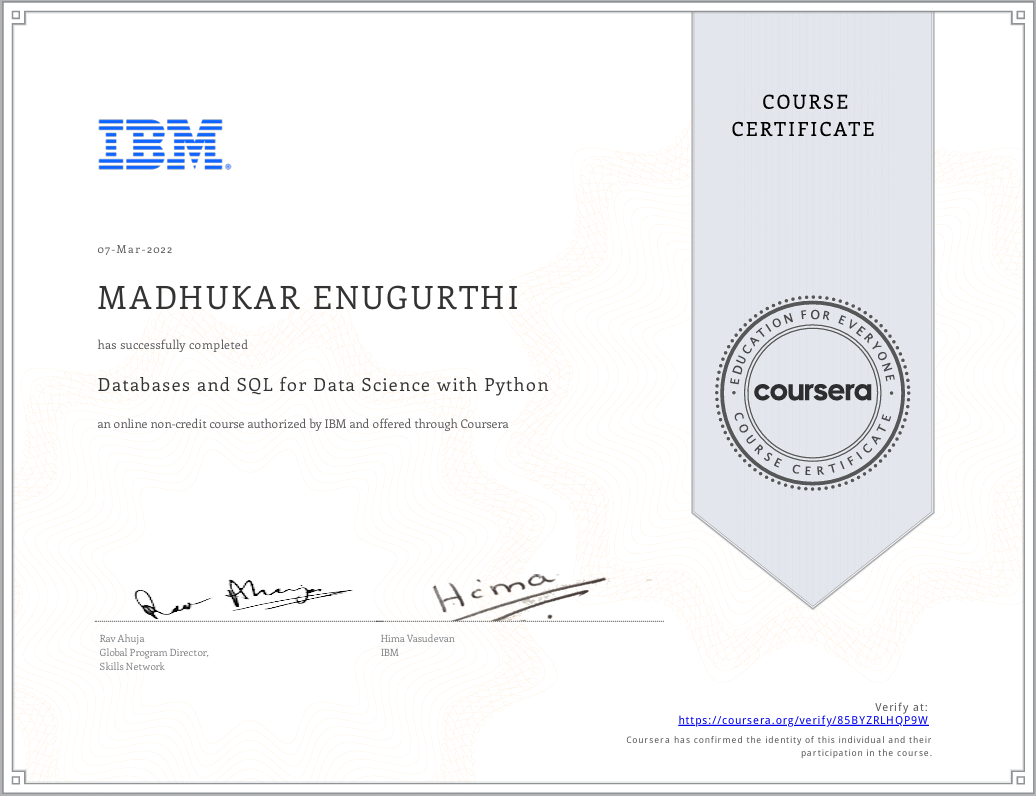 COURSE
CERTIFICATE
IBM®
07-Mar-2022
MADHUKAR ENUGURTHI
has successfully completed
Databases and SQL for Data Science with Python
an online non-credit course authorized by IBM and offered through Coursera
EDUCATION FOR EVERYONE
coursera
COURSE CERTIFICATE
Rav Ahuja
Hima
Rav Ahuja
Global Program Director,
Skills Network
Hima Vasudevan
IBM
Verify at:
https://coursera.org/verify/85BYZRLHQP9W
Coursera has confirmed the identity of this individual and their
participation in the course.